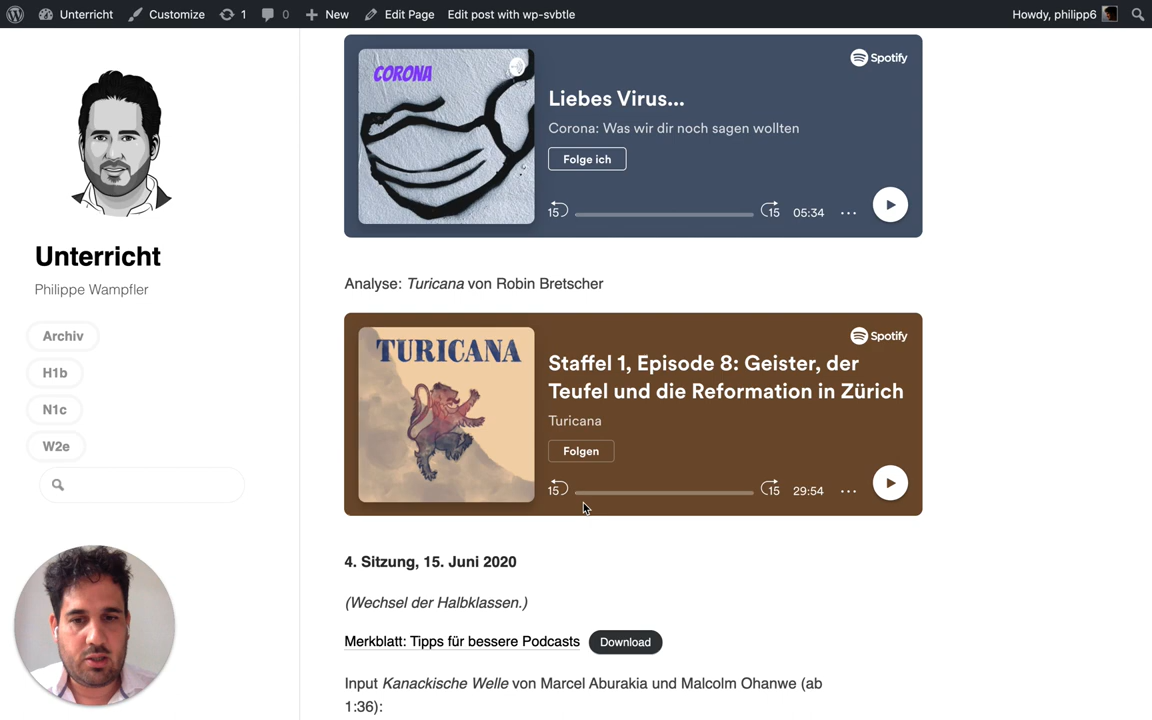 Unterricht
Customize
1
0
New
Edit Page
Edit post with wp-svbtle
Howdy, philipp6
Unterricht
Philippe Wampfler
Archiv
H1b
N1c
W2e
CORONA
Spotify
Liebes Virus...
Corona: Was wir dir noch sagen wollten
Folge ich
15
15
05:34
Analyse: Turicana von Robin Bretscher
TURICANA
Spotify
Staffel 1, Episode 8: Geister, der
Teufel und die Reformation in Zürich
Turicana
Folgen
15
15
29:54
4. Sitzung, 15. Juni 2020
(Wechsel der Halbklassen.)
Merkblatt: Tipps für bessere Podcasts
Download
Input Kanackische Welle von Marcel Aburakia und Malcolm Ohanwe (ab
1:36):